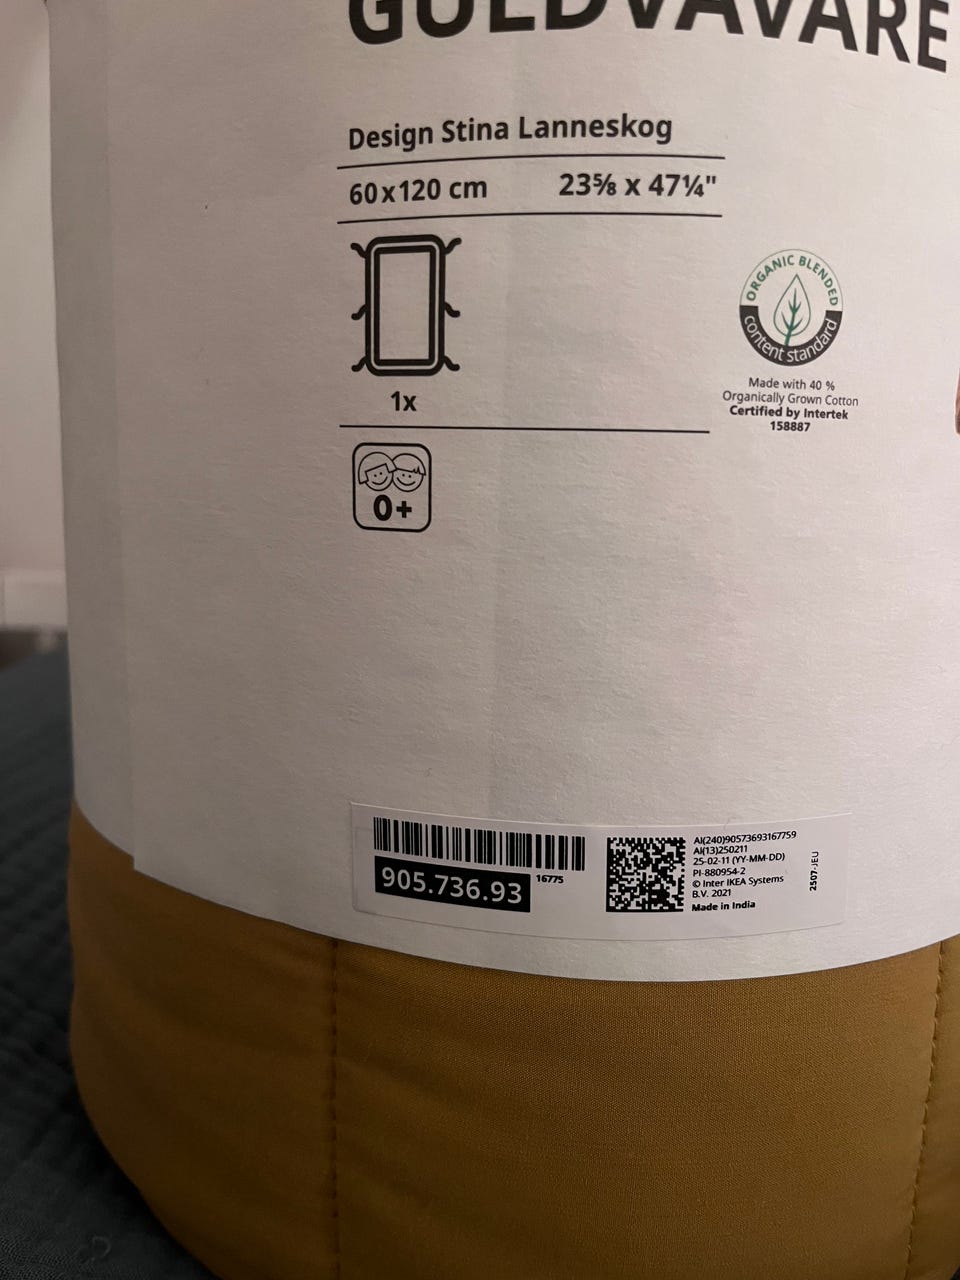 GULDVÄVARE
Design Stina Lanneskog
60x120 cm 23⅝ x 47¼"
1x
0+
ORGANIC BLENDED
content standard
Made with 40 %
Organically Grown Cotton
Certified by Intertek
158887
905.736.93
16775
AI(240)90573693167759
AI(13)250211
25-02-11 (YY-MM-DD)
PI-880954-2
© Inter IKEA Systems
B.V. 2021
Made in India
2507-JEU